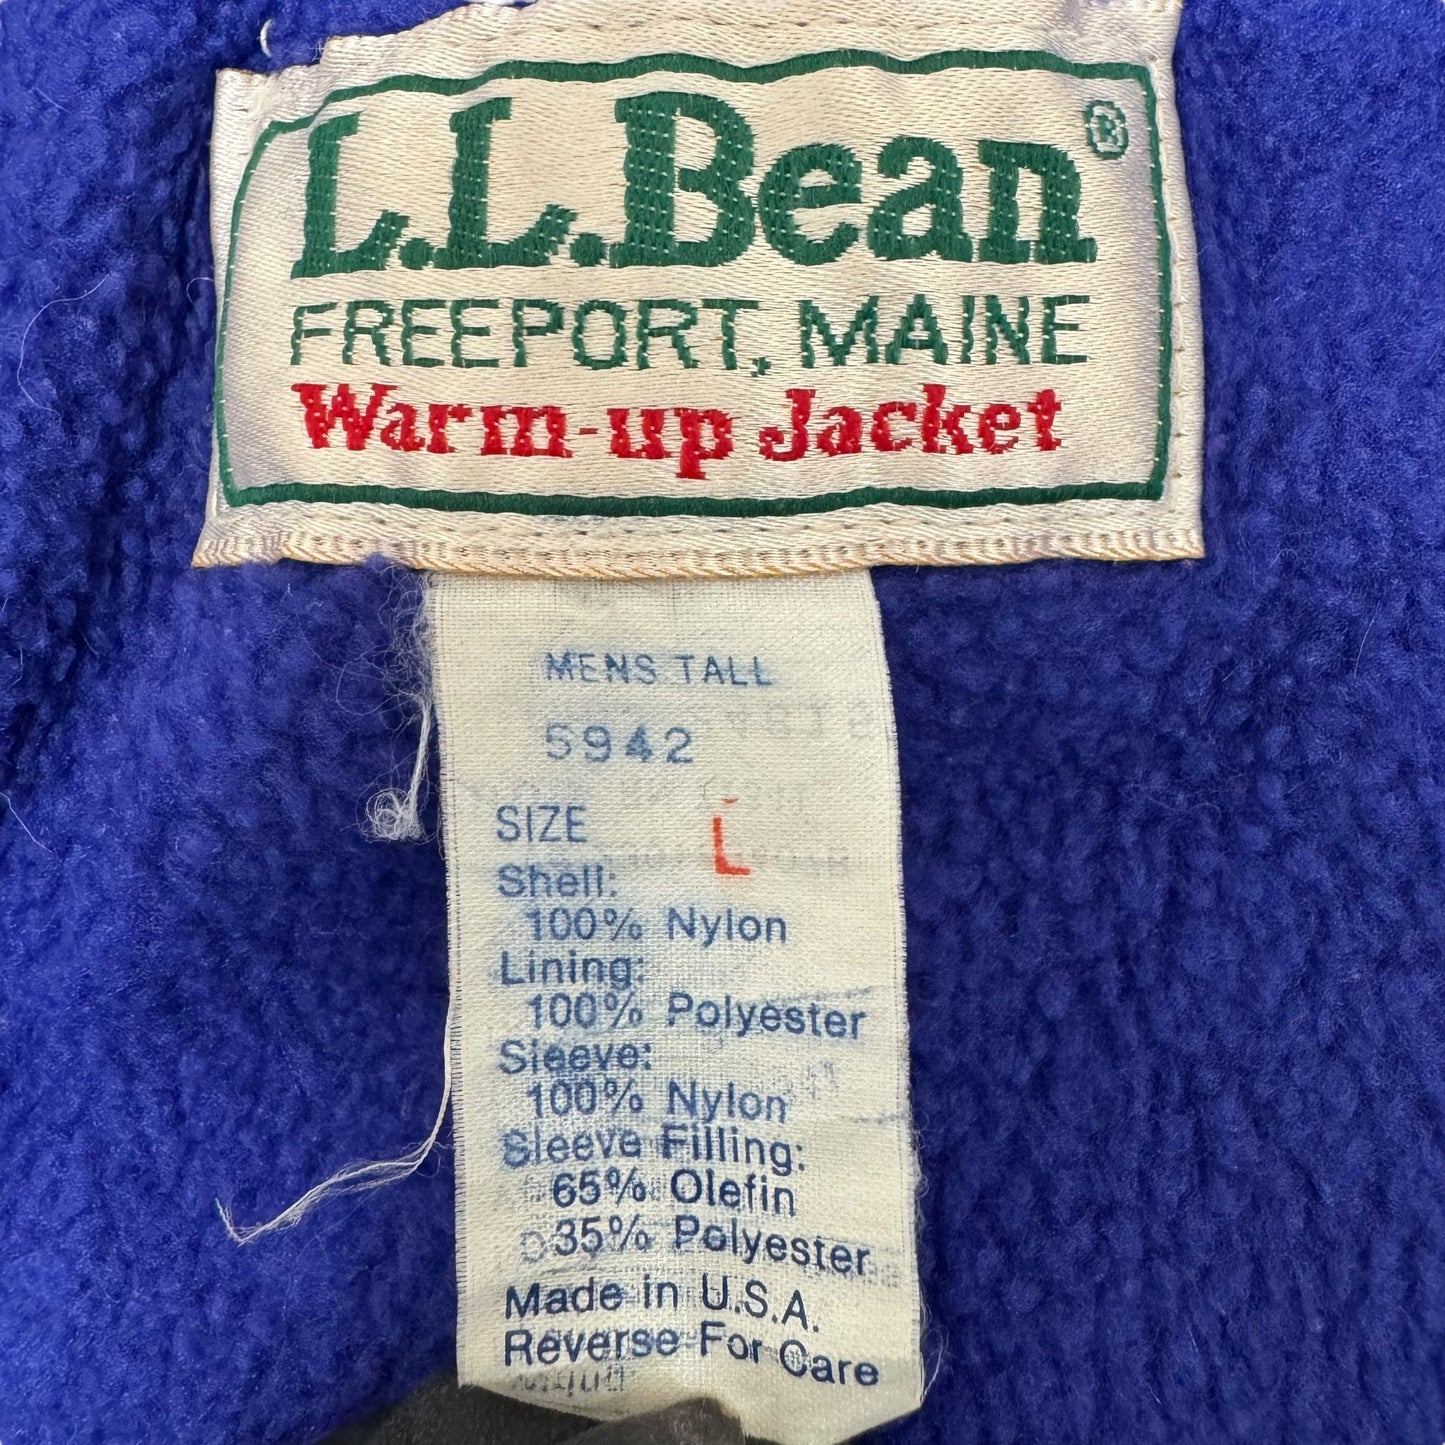 L.L.Bean®
FREEPORT, MAINE
Warm-up Jacket
MENS TALL
5942
SIZE L
Shell:
100% Nylon
Lining:
100% Polyester
Sleeve:
100% Nylon
Sleeve Filling:
65% Olefin
35% Polyester
Made in U.S.A.
Reverse For Care